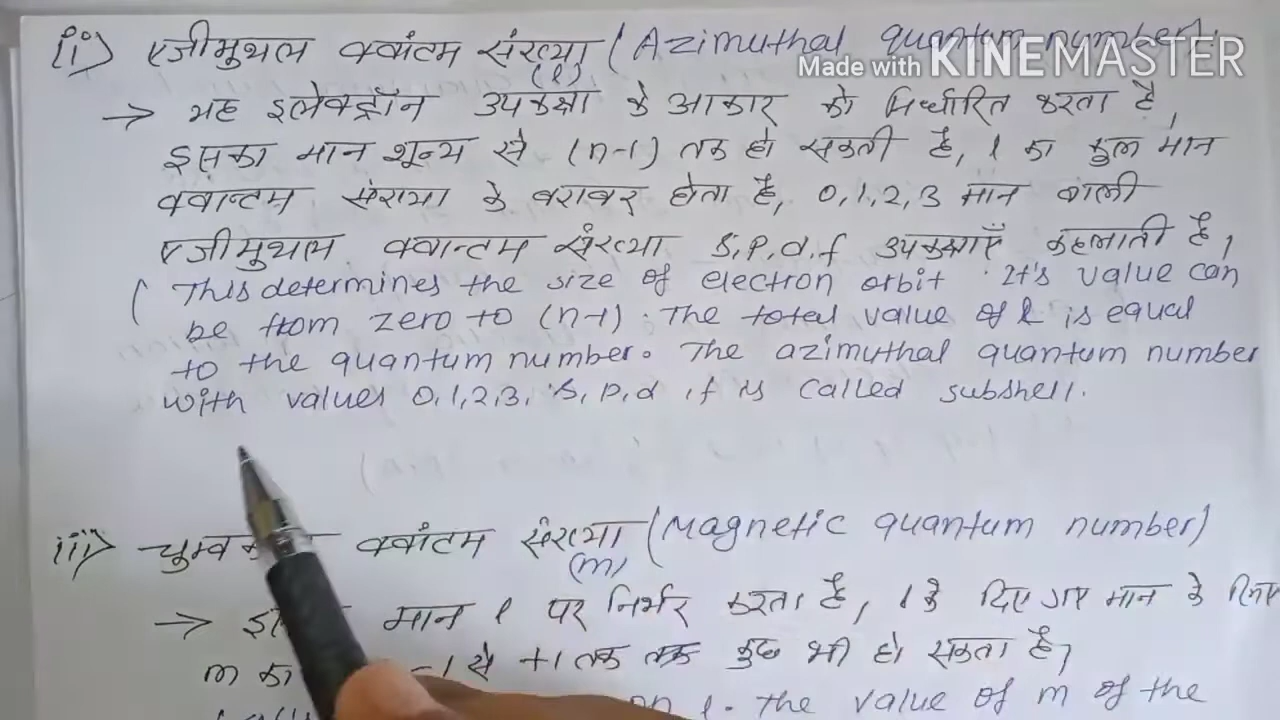 ii) एजीमुथल क्वांटम संख्या (Azimuthal quantum number).
(l)
Made with KINEMASTER
→ यह इलेक्ट्रॉन उपकक्षा के आकार को निर्धारित करता है,
इसका मान शून्य से (n-1) तक हो सकती है, l का कुल मान
क्वान्टम संख्या के बराबर होता है, 0,1,2,3 मान वाली
एजीमुथल क्वान्टम संख्या s,p,d,f उपकक्षाएँ कहलाती है,
( This determines the size of electron orbit. It's value can
be from zero to (n-1). The total value of l is equal
to the quantum number. The azimuthal quantum number
with values 0,1,2,3, s,p,d,f is called subshell.
iii) क्वांटम संख्या (Magnetic quantum number)
(m)
→ मान l पर निर्भर करता है, l के दिए गए मान के लिए
m का -l से +l तक कुछ भी हो सकता है,
on l. the value of m of the